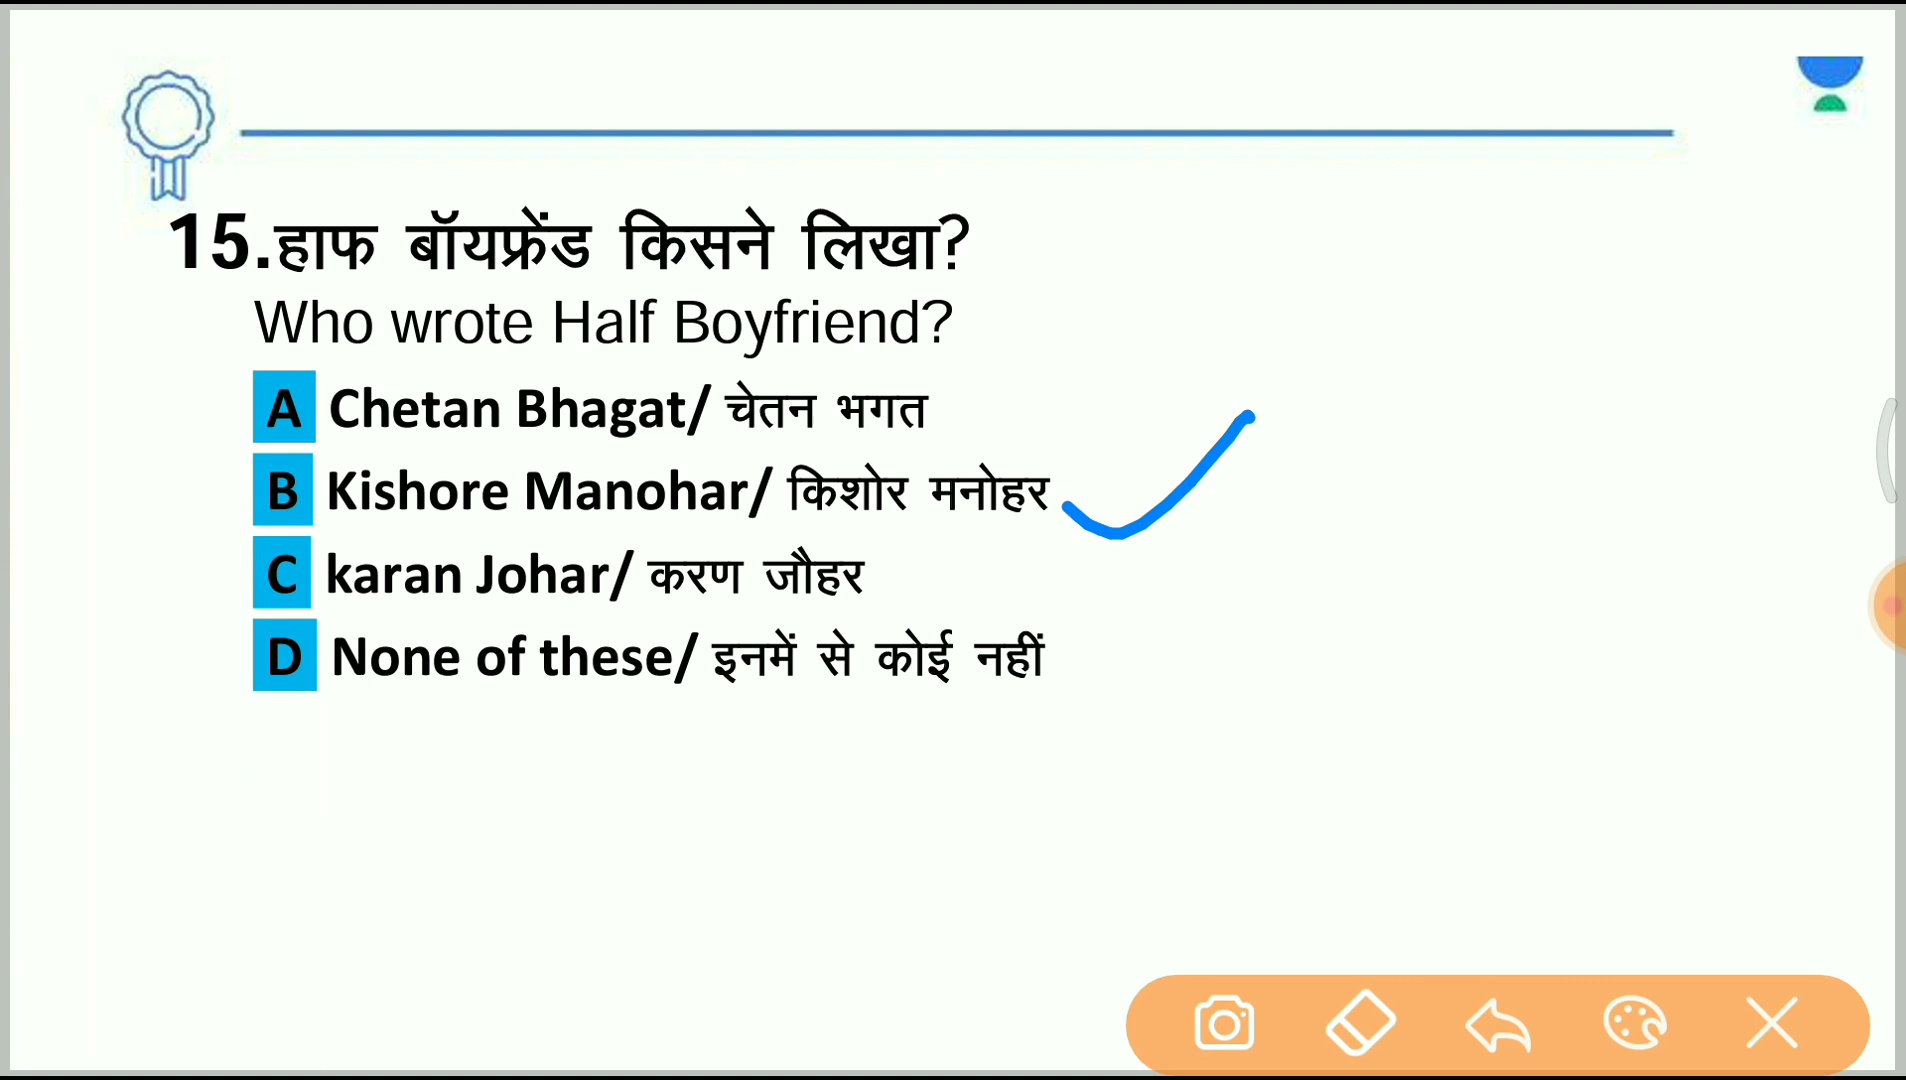 15.हाफ बॉयफ्रेंड किसने लिखा?
Who wrote Half Boyfriend?
A Chetan Bhagat/ चेतन भगत
B Kishore Manohar/ किशोर मनोहर
C karan Johar/ करण जौहर
D None of these/ इनमें से कोई नहीं